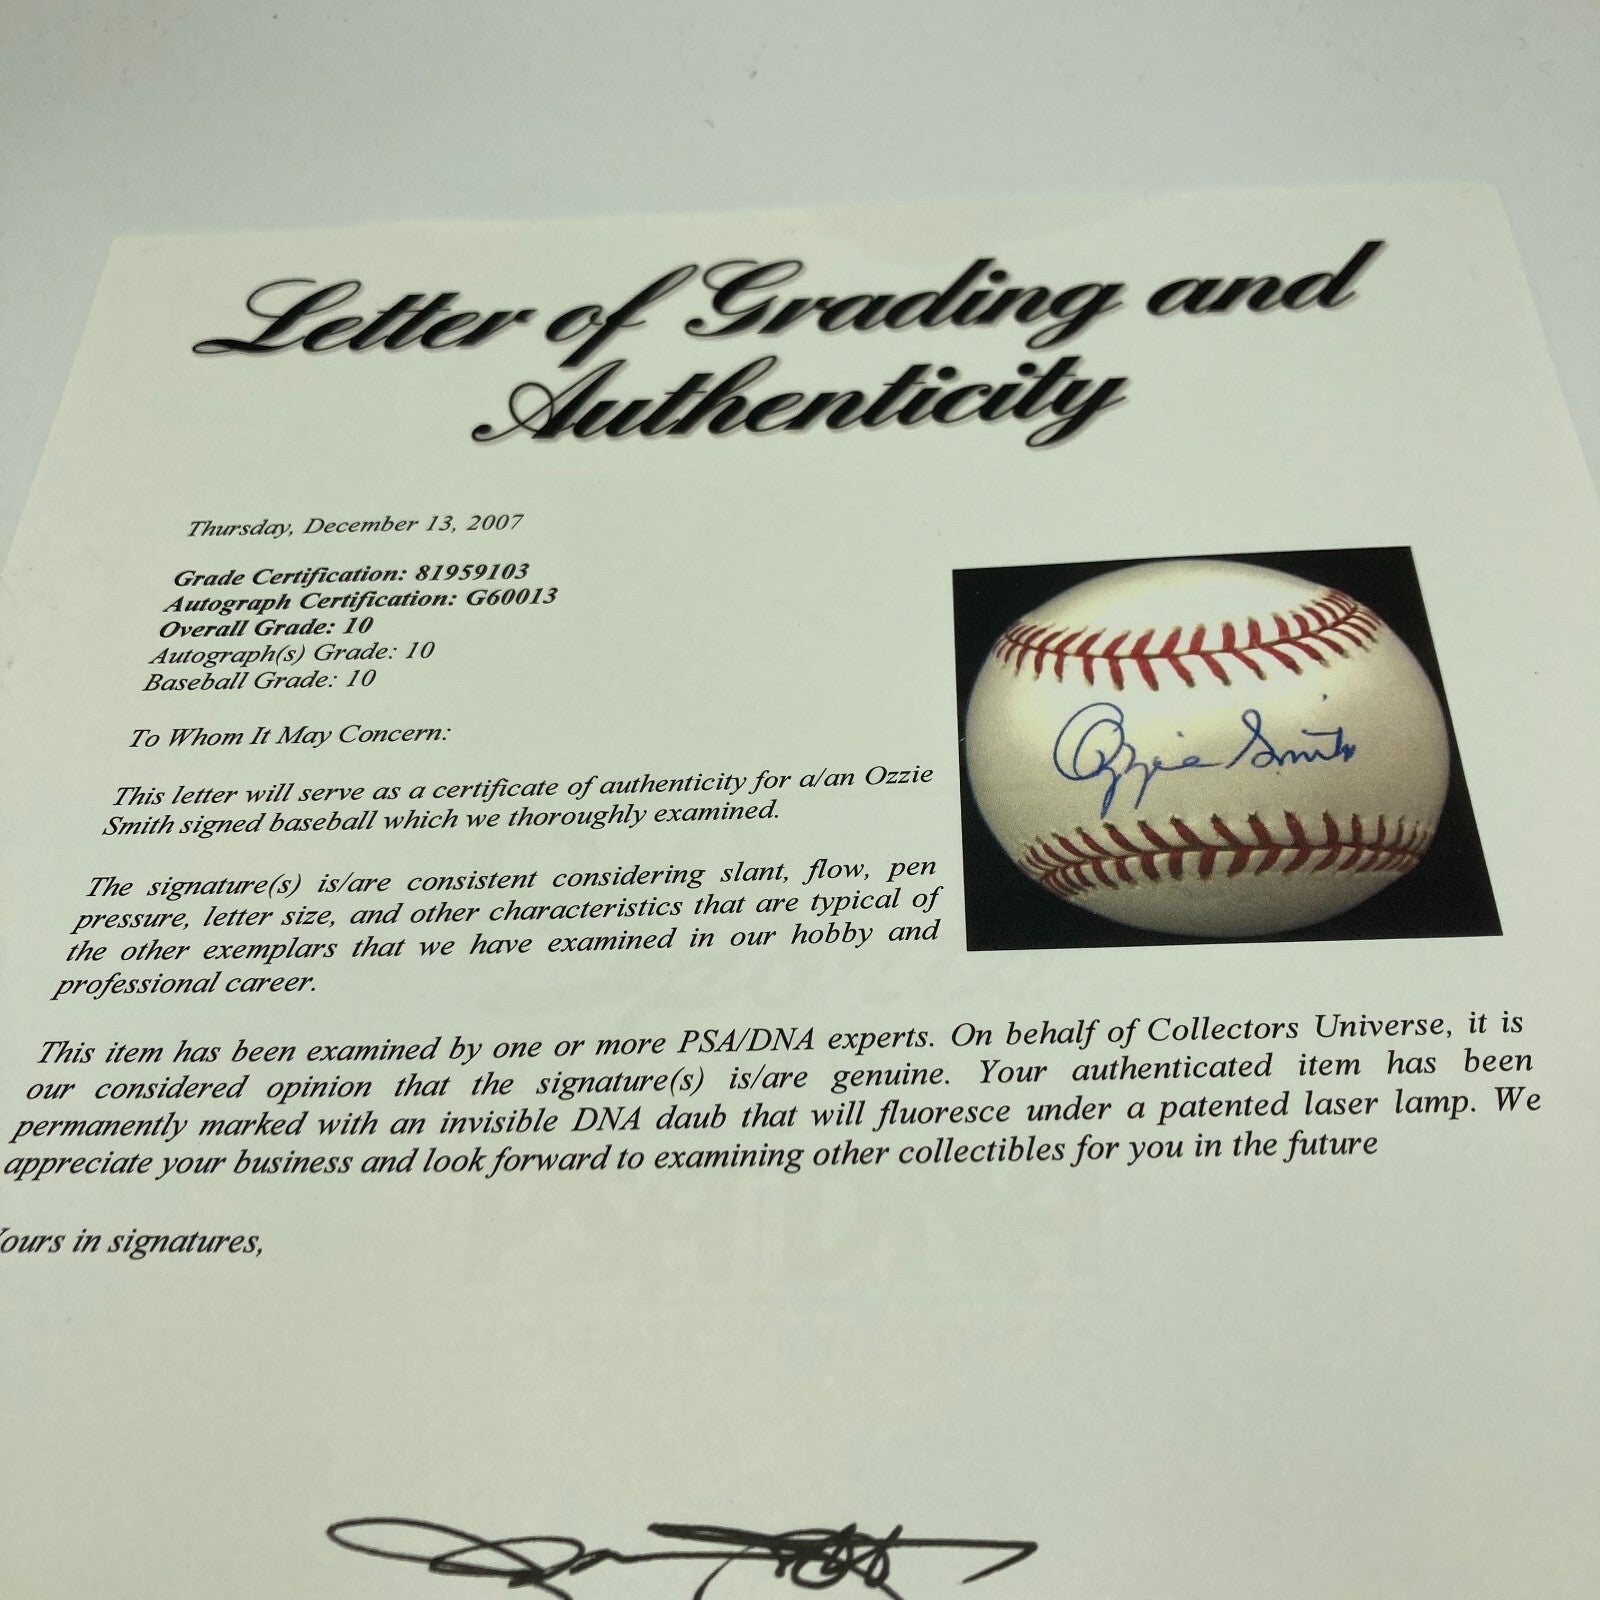 Letter of Grading and
Authenticity
Thursday, December 13, 2007
Grade Certification: 81959103
Autograph Certification: G60013
Overall Grade: 10
Autograph(s) Grade: 10
Baseball Grade: 10
To Whom It May Concern:
This letter will serve as a certificate of authenticity for a/an Ozzie
Smith signed baseball which we thoroughly examined.
The signature(s) is/are consistent considering slant, flow, pen
pressure, letter size, and other characteristics that are typical of
the other exemplars that we have examined in our hobby and
professional career.
Ozzie Smith
This item has been examined by one or more PSA/DNA experts. On behalf of Collectors Universe, it is
our considered opinion that the signature(s) is/are genuine. Your authenticated item has been
permanently marked with an invisible DNA daub that will fluoresce under a patented laser lamp. We
appreciate your business and look forward to examining other collectibles for you in the future
Yours in signatures,